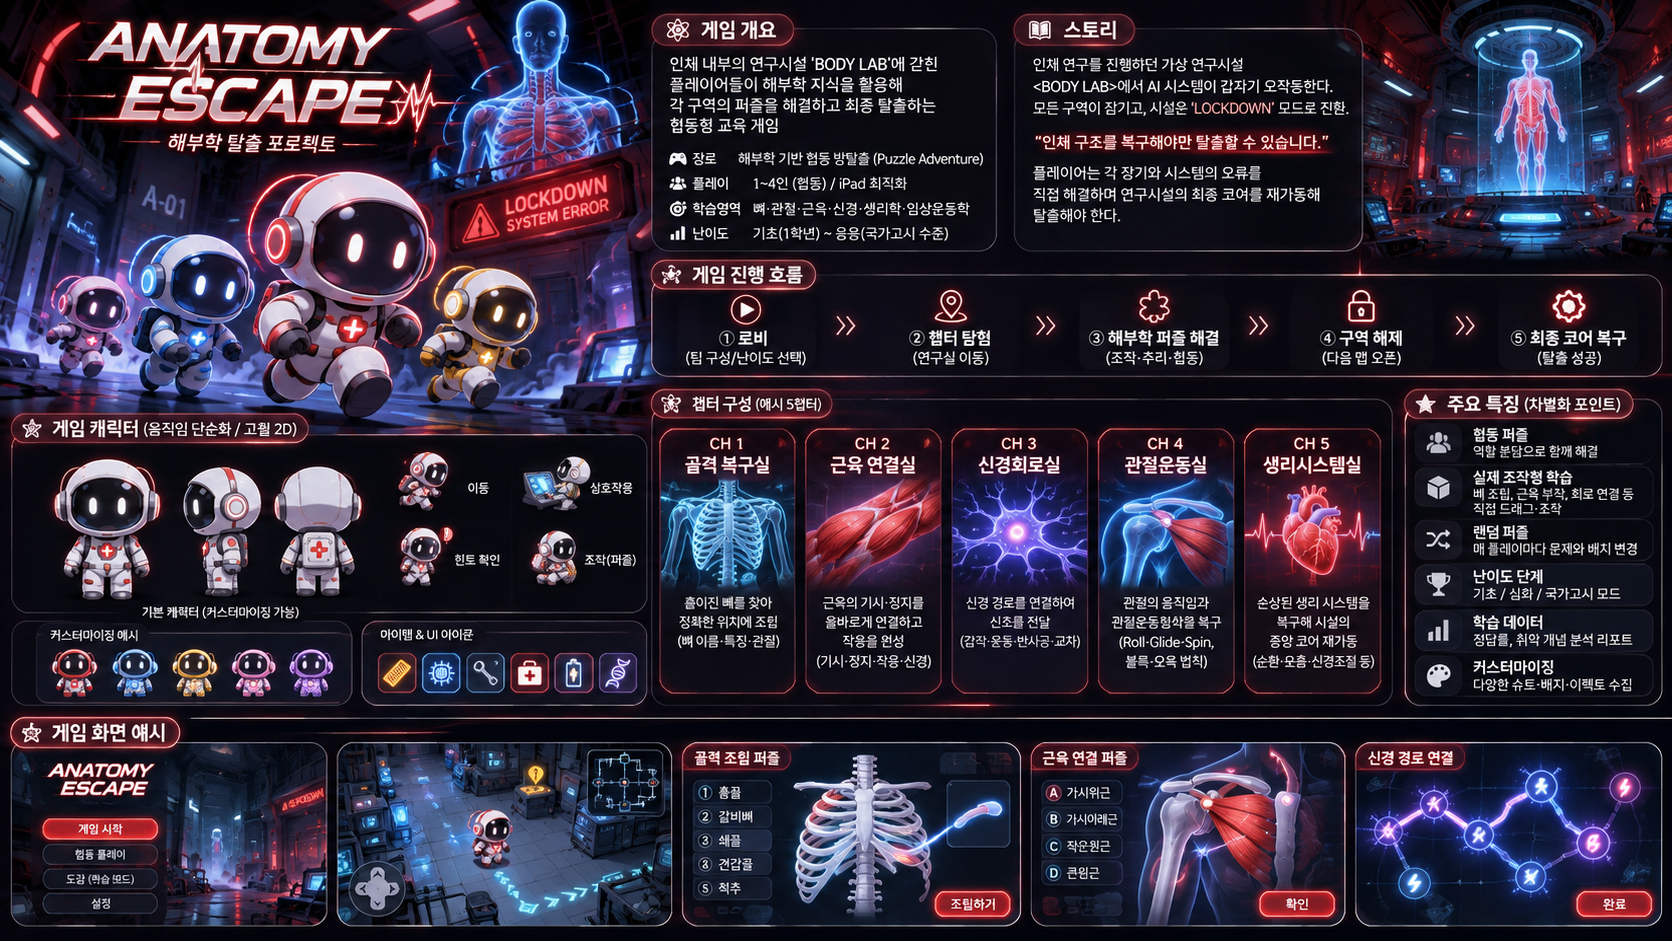 ANATOMY
ESCAPE
해부학 탈출 포로젝트
A-01
LOCKDOWN
SYSTEM ERROR
게임 개요
인체 내부의 연구시설 'BODY LAB'에 갇힌
플레이어들이 해부학 지식을 활용해
각 구역의 퍼즐을 해결하고 최종 탈출하는
협동형 교육 게임
장로 해부학 기반 협동 방탈출 (Puzzle Adventure)
플레이 1~4인 (협동) / iPad 최적화
학습영역 뼈·관절·근육·신경·생리학·임상운동학
난이도 기초(1학년) ~ 응용(국가고시 수준)
스토리
인체 연구를 진행하던 가상 연구시설
<BODY LAB>에서 AI 시스템이 갑자기 오작동한다.
모든 구역이 잠기고, 시설은 'LOCKDOWN' 모드로 진환.
“인체 구조를 복구해야만 탈출할 수 있습니다.”
플레이어는 각 장기와 시스템의 오류를
직접 해결하며 연구시설의 최종 코어를 재가동해
탈출해야 한다.
게임 진행 흐름
① 로비
(팀 구성/난이도 선택)
② 챕터 탐험
(연구실 이동)
③ 해부학 퍼즐 해결
(조작·추리·협동)
④ 구역 해제
(다음 맵 오픈)
⑤ 최종 코어 복구
(탈출 성공)
게임 캐릭터 (움직임 단순화 / 고월 2D)
이동
상호작용
힌토 확인
조작(퍼즐)
기본 캐릭터 (커스터마이징 가능)
커스터마이징 예시
아이템 & UI 아이콘
챕터 구성 (애시 5챕터)
CH 1
골격 복구실
흩이진 뼈를 찾아
정확한 위치에 조립
(뼈 이름·특징·관절)
CH 2
근육 연결실
근육의 기시·징지를
올바르게 연결하고
작용을 완성
(기시·징지·작용·신경)
CH 3
신경회로실
신경 경로를 연결하여
신호를 전달
(감각·운동·반사궁·교차)
CH 4
관절운동실
관절의 움직임과
관절운동형학을 복구
(Roll-Glide-Spin,
볼륵·오목 법칙)
CH 5
생리시스템실
손상된 생리 시스템을
복구해 시설의
중앙 코어 재가동
(순환·호흡·신경조절 등)
주요 특징 (차별화 포인트)
협동 퍼즐
역할 분담으로 함께 해결
실제 조작형 학습
뼈 조립, 근육 부착, 회로 연결 등
직접 드래그·조작
랜덤 퍼즐
매 플레이마다 문제와 배치 변경
난이도 단계
기초 / 심화 / 국가고시 모드
학습 데이터
정답률, 취약 개념 분석 리포트
커스터마이징
다양한 슈토·배지·이펙토 수집
게임 화면 얘시
ANATOMY
ESCAPE
게임 시작
협동 플레이
도감 (학습 모드)
설정
골격 조립 퍼즐
① 흉골
② 갈비뼈
③ 쇄골
견갑골
척추
조립하기
근육 연결 퍼즐
A 가시위근
B 가시아레근
C 작은원근
D 큰원근
확인
신경 경로 연결
완료